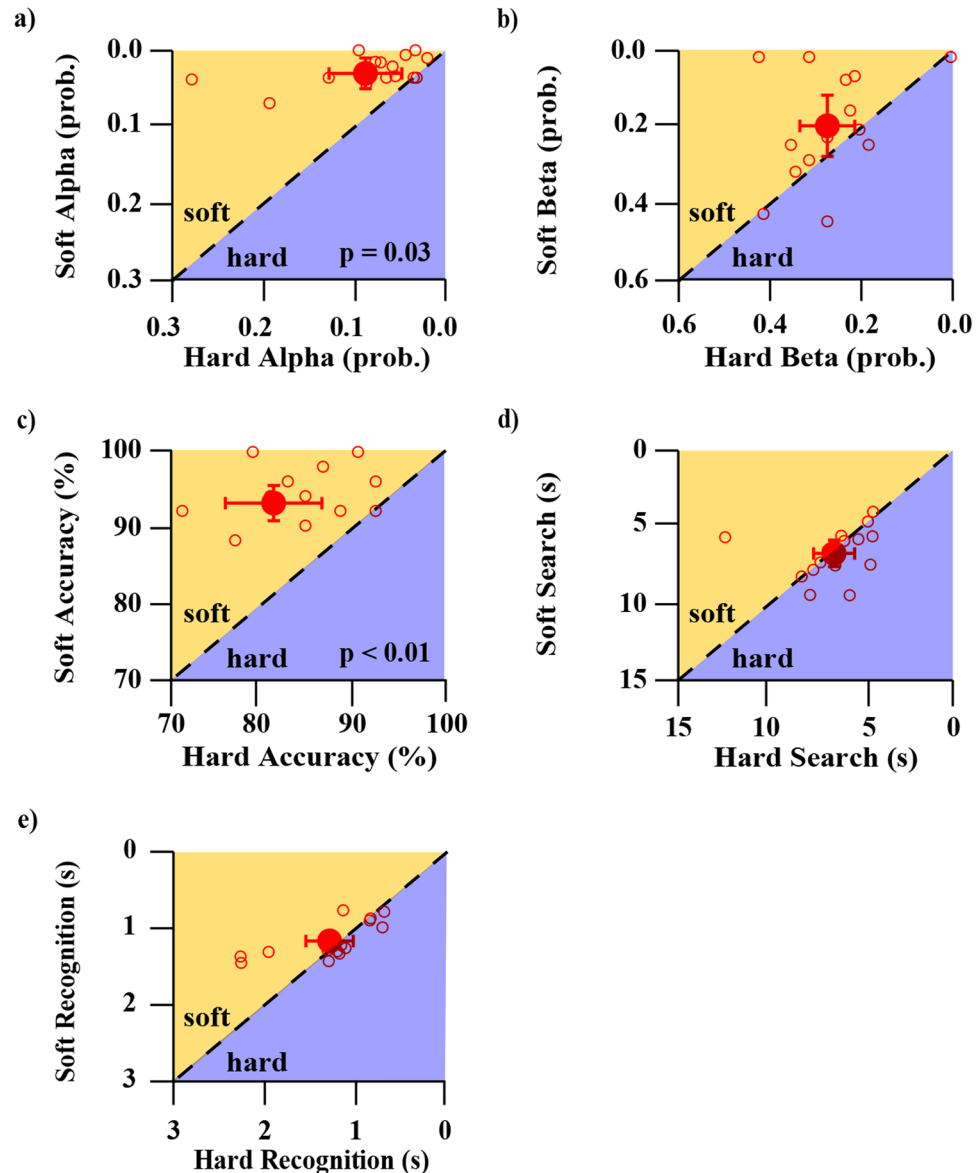 a)
Soft Alpha (prob.)
0.0
0.1
0.2
0.3
soft
hard
p = 0.03
0.3 0.2 0.1 0.0
Hard Alpha (prob.)
b)
Soft Beta (prob.)
0.0
0.2
0.4
0.6
soft
hard
0.6 0.4 0.2 0.0
Hard Beta (prob.)
c)
Soft Accuracy (%)
100
90
80
70
soft
hard
p < 0.01
70 80 90 100
Hard Accuracy (%)
d)
Soft Search (s)
0
5
10
15
soft
hard
15 10 5 0
Hard Search (s)
e)
Soft Recognition (s)
0
1
2
3
soft
hard
3 2 1 0
Hard Recognition (s)